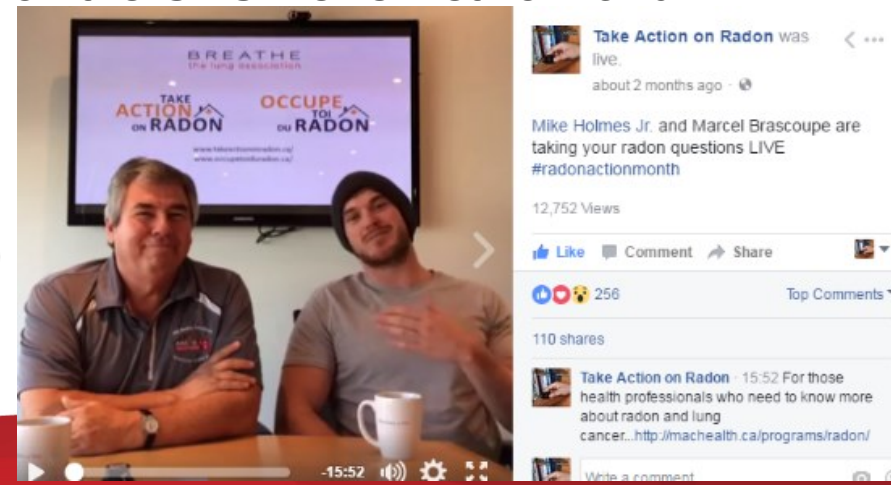 BREATHE
the lung association
TAKE
ACTION
ON RADON
OCCUPE
TOI
DU RADON
www.takeactiononradon.ca/
www.occupetoiduradon.ca/
-15:52
Take Action on Radon was
live.
about 2 months ago
Mike Holmes Jr. and Marcel Brascoupe are
taking your radon questions LIVE
#radonactionmonth
12,752 Views
Like Comment Share
256 Top Comments
110 shares
Take Action on Radon · 15:52 For those
health professionals who need to know more
about radon and lung
cancer...http://machealth.ca/programs/radon/
Write a comment